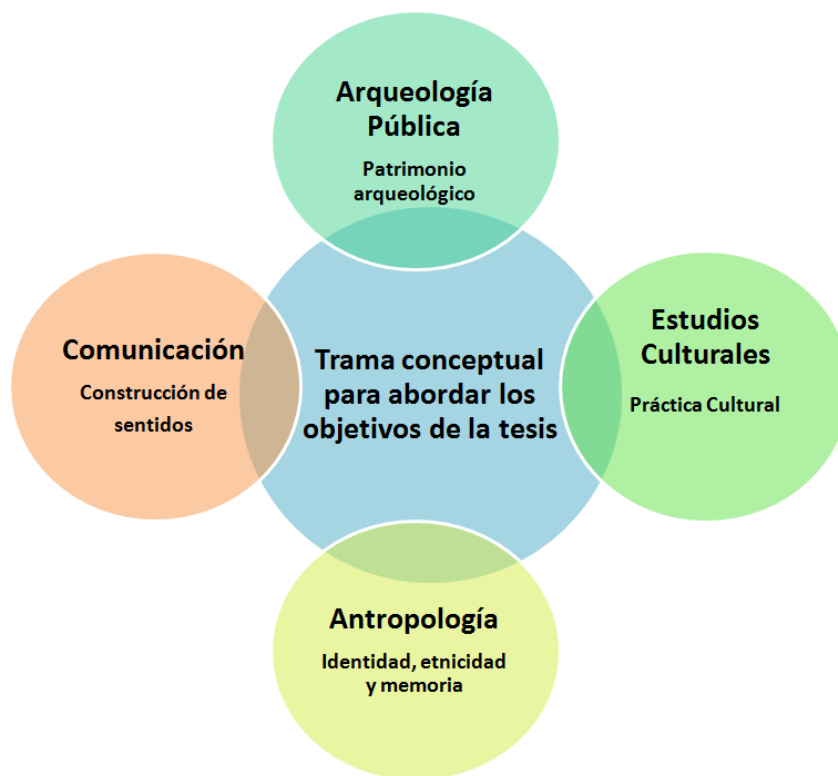 Arqueología
Pública
Patrimonio
arqueológico
Comunicación
Construcción de
sentidos
Trama conceptual
para abordar los
objetivos de la tesis
Estudios
Culturales
Práctica Cultural
Antropología
Identidad, etnicidad
y memoria